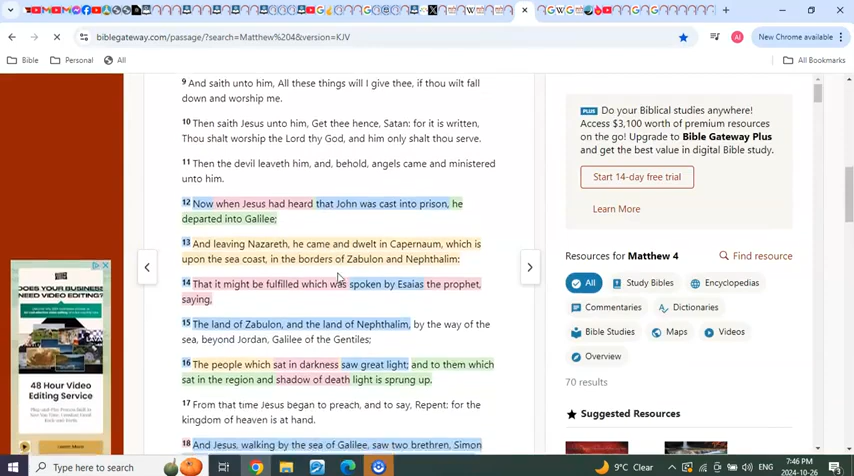 biblegateway.com/passage/?search=Matthew%204&version=KJV
AI
New Chrome available
Bible
Personal
All
All Bookmarks
9 And saith unto him, All these things will I give thee, if thou wilt fall
down and worship me.
10 Then saith Jesus unto him, Get thee hence, Satan: for it is written,
Thou shalt worship the Lord thy God, and him only shalt thou serve.
11 Then the devil leaveth him, and, behold, angels came and ministered
unto him.
12 Now when Jesus had heard that John was cast into prison, he
departed into Galilee;
13 And leaving Nazareth, he came and dwelt in Capernaum, which is
upon the sea coast, in the borders of Zabulon and Nephthalim:
14 That it might be fulfilled which was spoken by Esaias the prophet,
saying,
15 The land of Zabulon, and the land of Nephthalim, by the way of the
sea, beyond Jordan, Galilee of the Gentiles;
16 The people which sat in darkness saw great light; and to them which
sat in the region and shadow of death light is sprung up.
17 From that time Jesus began to preach, and to say, Repent: for the
kingdom of heaven is at hand.
18 And Jesus, walking by the sea of Galilee, saw two brethren, Simon
DOES YOUR BUSINESS
NEED VIDEO EDITING?
48 Hour Video
Editing Service
Learn More
PLUS Do your Biblical studies anywhere!
Access $3,100 worth of premium resources
on the go! Upgrade to Bible Gateway Plus
and get the best value in digital Bible study.
Start 14-day free trial
Learn More
Resources for Matthew 4
Find resource
All
Study Bibles
Encyclopedias
Commentaries
Dictionaries
Bible Studies
Maps
Videos
Overview
70 results
Suggested Resources
Type here to search
9°C Clear
ENG
7:46 PM
2024-10-26